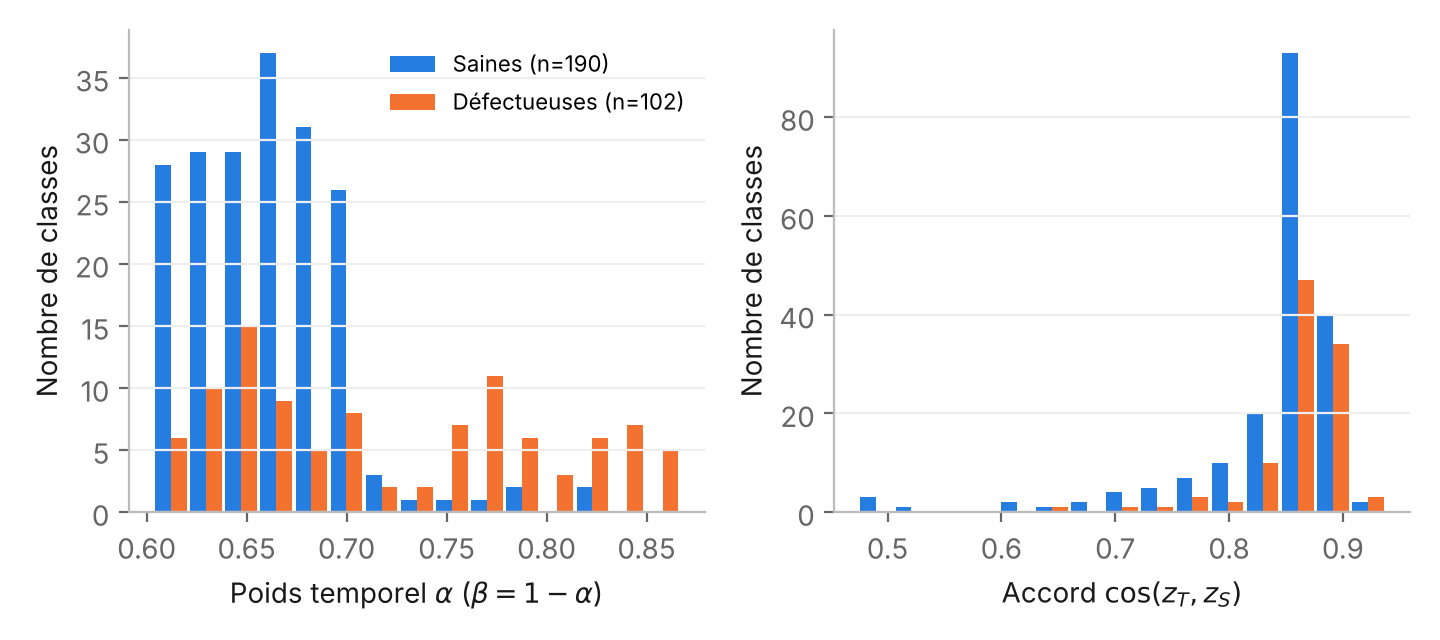 Nombre de classes
35
30
25
20
15
10
5
0
Saines (n=190)
Défectueuses (n=102)
0.60 0.65 0.70 0.75 0.80 0.85
Poids temporel α (β = 1 − α)
Nombre de classes
80
60
40
20
0
0.5 0.6 0.7 0.8 0.9
Accord cos(z_T, z_S)